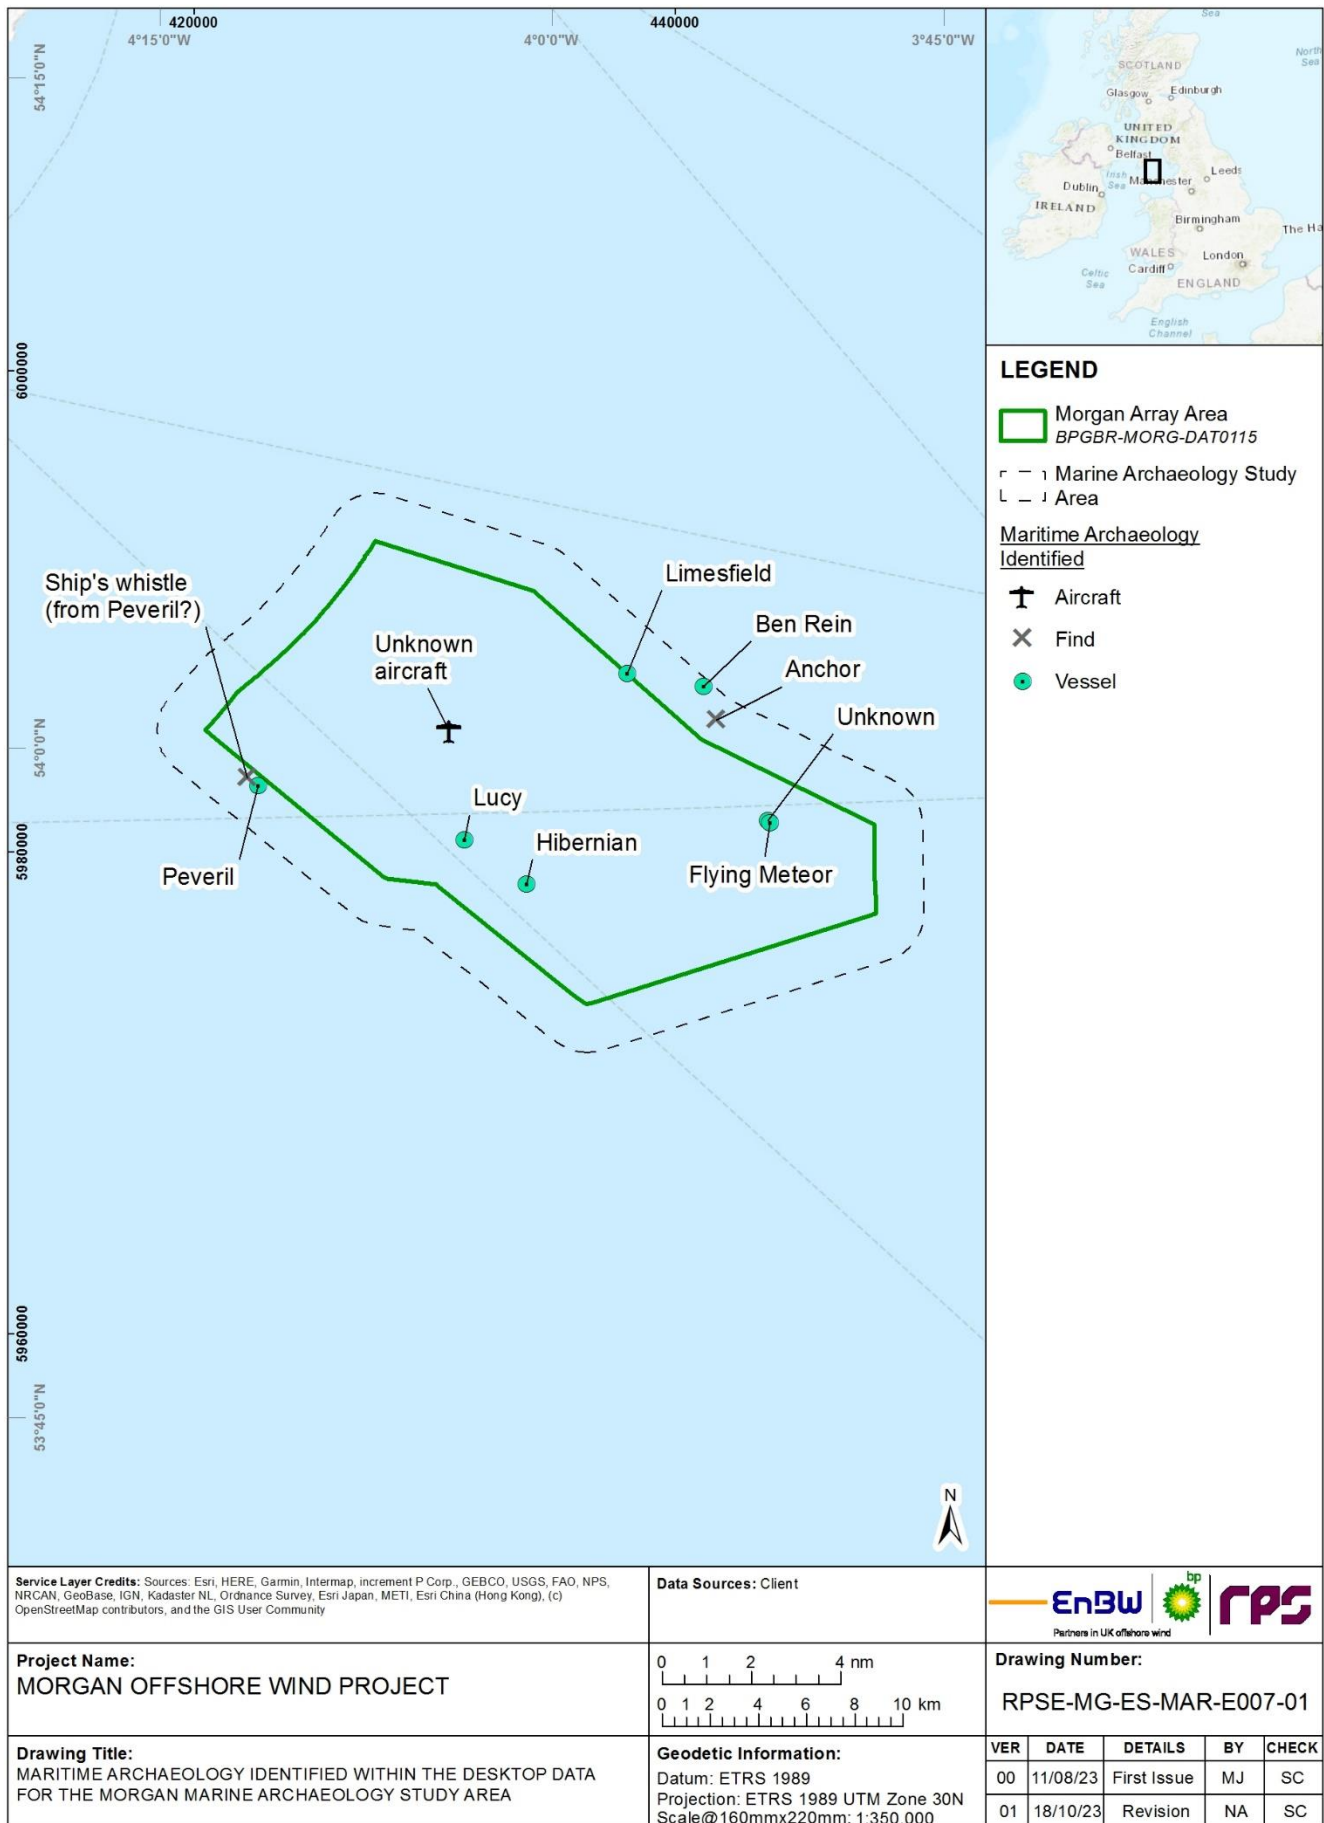 420000
440000
4°15'0"W
4°0'0"W
3°45'0"W
54°15'0"N
6000000
54°0'0"N
5980000
5960000
53°45'0"N
Ship's whistle
(from Peveril?)
Unknown
aircraft
Limesfield
Ben Rein
Anchor
Unknown
Lucy
Hibernian
Flying Meteor
Peveril
N
Sea
North
Sea
SCOTLAND
Glasgow
Edinburgh
UNITED
KINGDOM
Belfast
Irish
Sea
Manchester
Leeds
Dublin
IRELAND
Birmingham
The Ha
WALES
London
Cardiff
Celtic
Sea
ENGLAND
English
Channel
LEGEND
Morgan Array Area
BPGBR-MORG-DAT0115
Marine Archaeology Study
Area
Maritime Archaeology
Identified
Aircraft
Find
Vessel
Service Layer Credits: Sources: Esri, HERE, Garmin, Intermap, increment P Corp., GEBCO, USGS, FAO, NPS,
NRCAN, GeoBase, IGN, Kadaster NL, Ordnance Survey, Esri Japan, METI, Esri China (Hong Kong), (c)
OpenStreetMap contributors, and the GIS User Community
Data Sources: Client
EnBW
bp
rps
Partners in UK offshore wind
Project Name:
MORGAN OFFSHORE WIND PROJECT
0 1 2 4 nm
0 1 2 4 6 8 10 km
Drawing Number:
RPSE-MG-ES-MAR-E007-01
Drawing Title:
MARITIME ARCHAEOLOGY IDENTIFIED WITHIN THE DESKTOP DATA
FOR THE MORGAN MARINE ARCHAEOLOGY STUDY AREA
Geodetic Information:
Datum: ETRS 1989
Projection: ETRS 1989 UTM Zone 30N
Scale@160mmx220mm: 1:350,000
VER DATE DETAILS BY CHECK
00 11/08/23 First Issue MJ SC
01 18/10/23 Revision NA SC